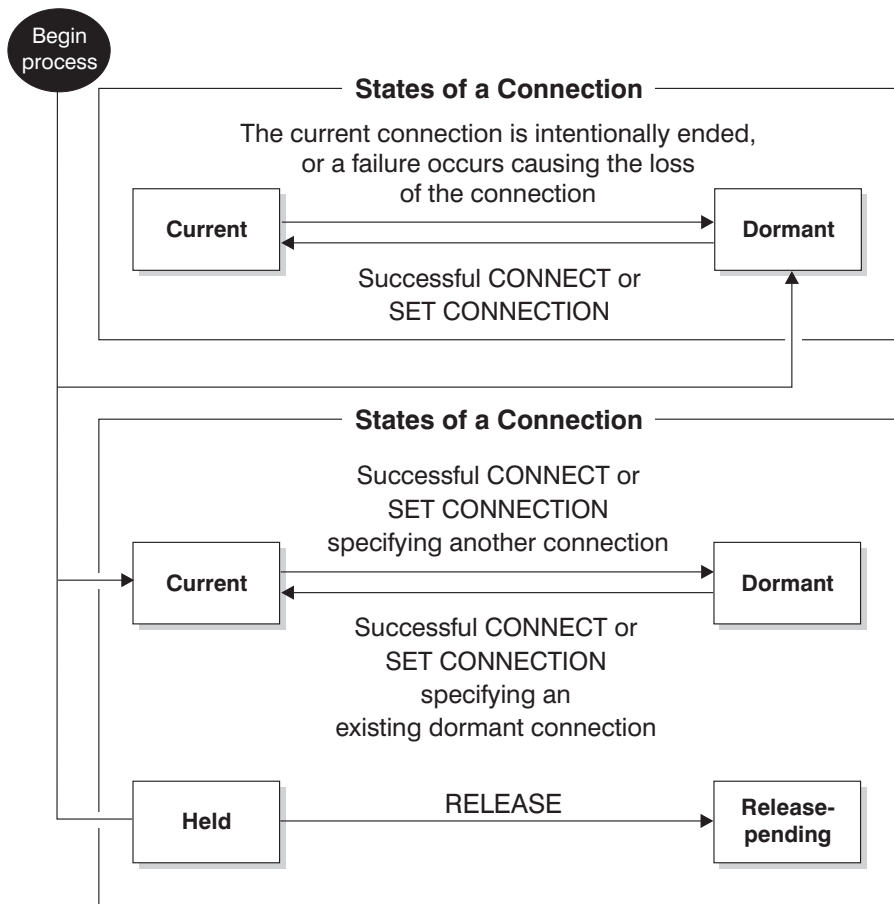 Begin
process
States of a Connection
The current connection is intentionally ended,
or a failure occurs causing the loss
of the connection
Current
Dormant
Successful CONNECT or
SET CONNECTION
States of a Connection
Successful CONNECT or
SET CONNECTION
specifying another connection
Current
Dormant
Successful CONNECT or
SET CONNECTION
specifying an
existing dormant connection
Held
RELEASE
Release-
pending